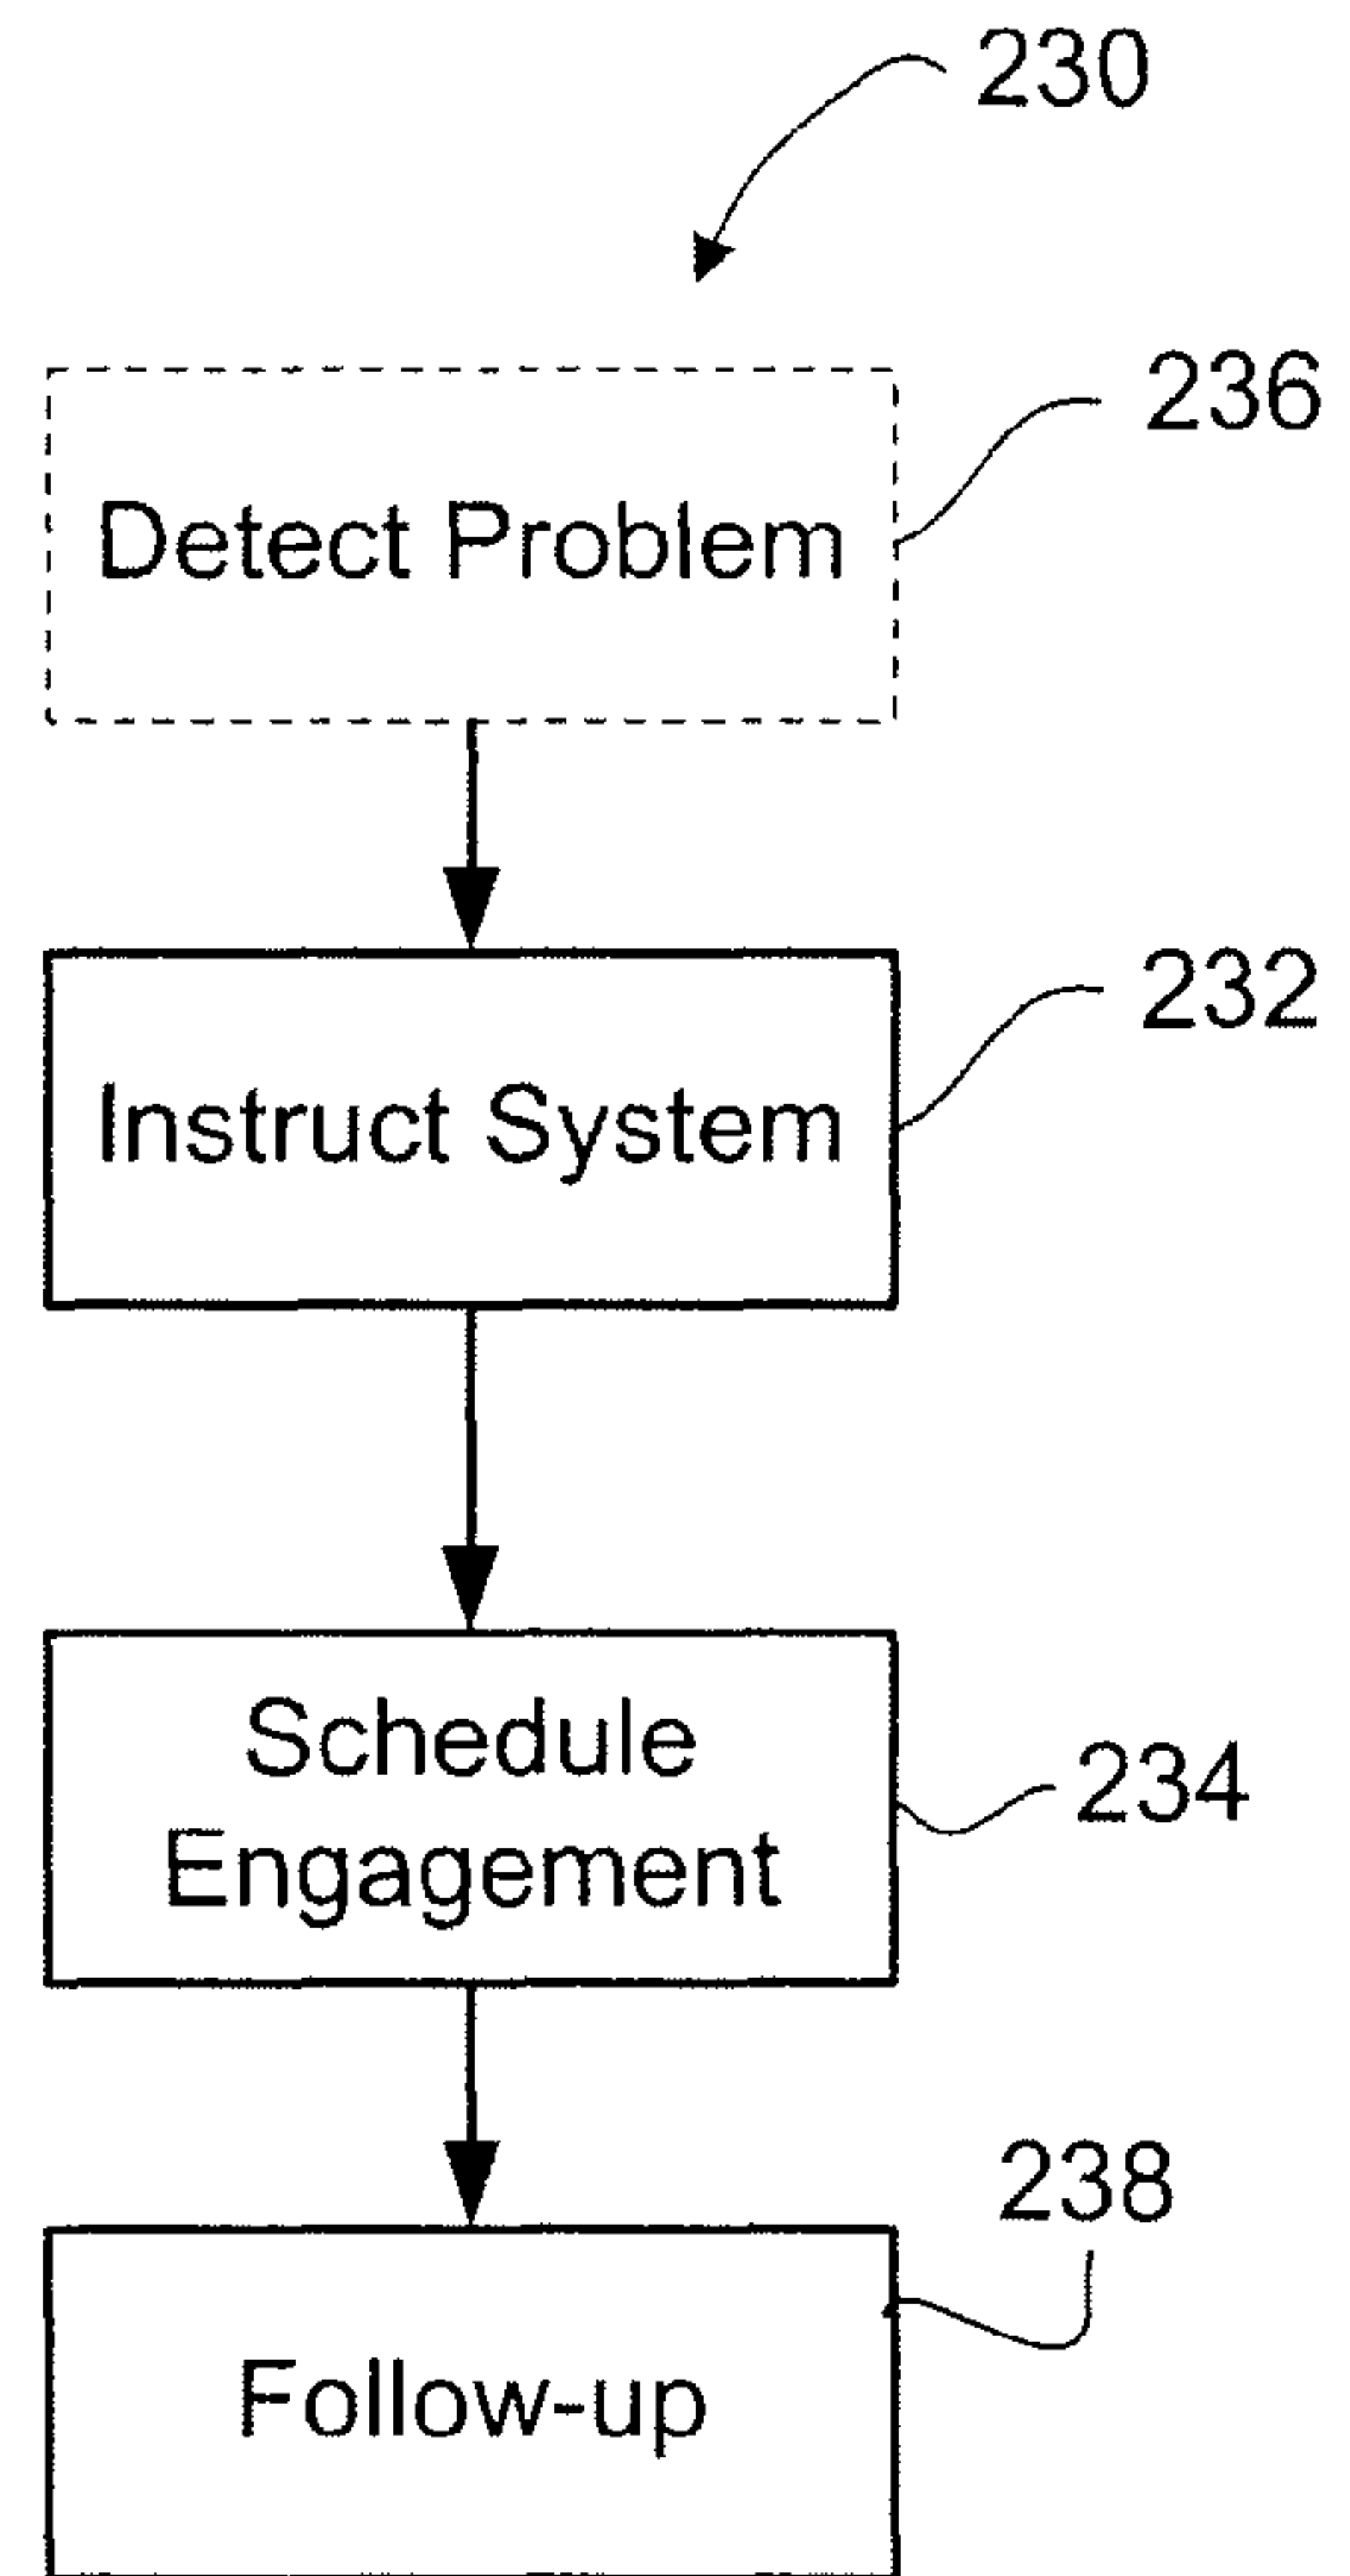 230
236
Detect Problem
232
Instruct System
Schedule
Engagement
234
238
Follow-up